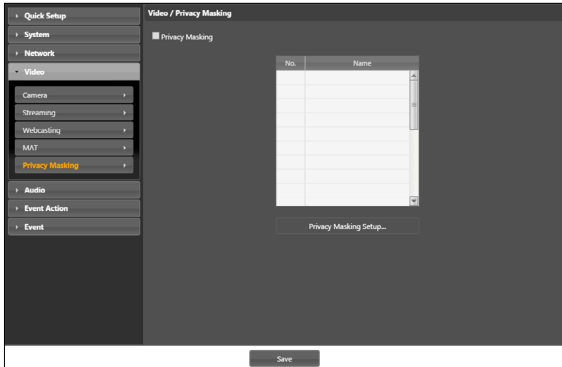 Quick Setup
System
Network
Video
Camera
Streaming
Webcasting
MAT
Privacy Masking
Audio
Event Action
Event
Video / Privacy Masking
Privacy Masking
No. Name
Privacy Masking Setup...
Save